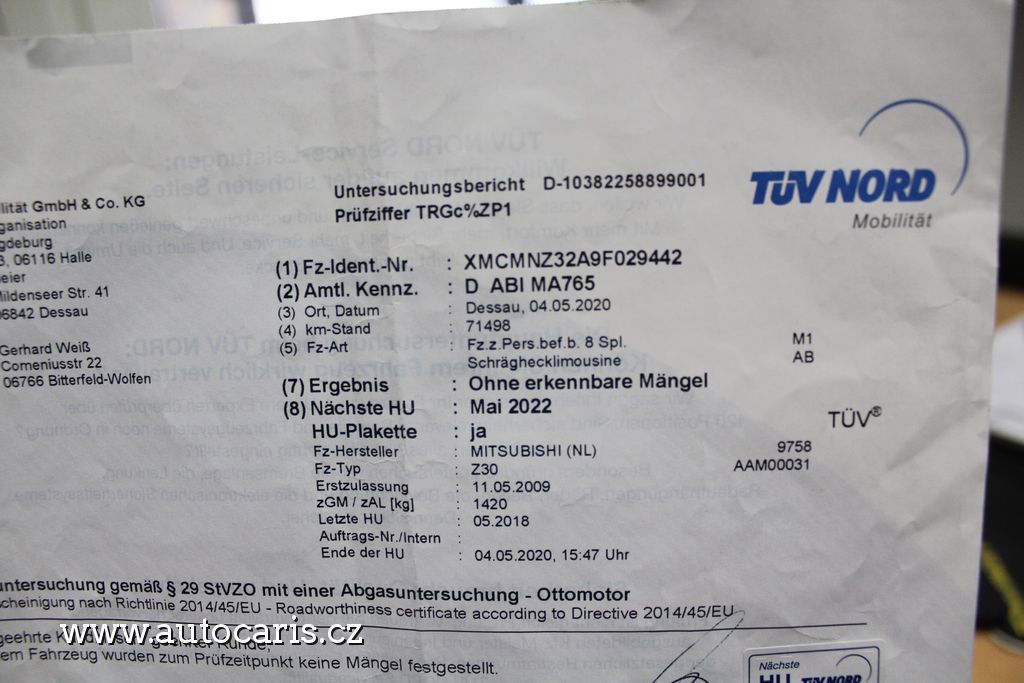 TÜV NORD
Mobilität
Untersuchungsbericht D-10382258899001
Prüfziffer TRGc%ZP1
GmbH & Co. KG
06116 Halle
Str. 41
Dessau
Gerhard Weiß
Comeniusstr 22
06766 Bitterfeld-Wolfen
(1) Fz-Ident.-Nr. : XMCMNZ32A9F029442
(2) Amtl. Kennz. : D ABI MA765
(3) Ort, Datum : Dessau, 04.05.2020
(4) km-Stand : 71498
(5) Fz-Art : Fz.z.Pers.bef.b. 8 Spl. M1
Schräghecklimousine AB
(7) Ergebnis : Ohne erkennbare Mängel
(8) Nächste HU : Mai 2022
TÜV®
HU-Plakette : ja
Fz-Hersteller : MITSUBISHI (NL) 9758
Fz-Typ : Z30 AAM00031
Erstzulassung : 11.05.2009
zGM / zAL [kg] : 1420
Letzte HU : 05.2018
Auftrags-Nr./Intern :
Ende der HU : 04.05.2020, 15:47 Uhr
untersuchung gemäß § 29 StVZO mit einer Abgasuntersuchung - Ottomotor
cheinigung nach Richtlinie 2014/45/EU - Roadworthiness certificate according to Directive 2014/45/EU
www.autocaris.cz
Kunde,
em Fahrzeug wurden zum Prüfzeitpunkt keine Mängel festgestellt.
Nächste
HU TÜV NORD